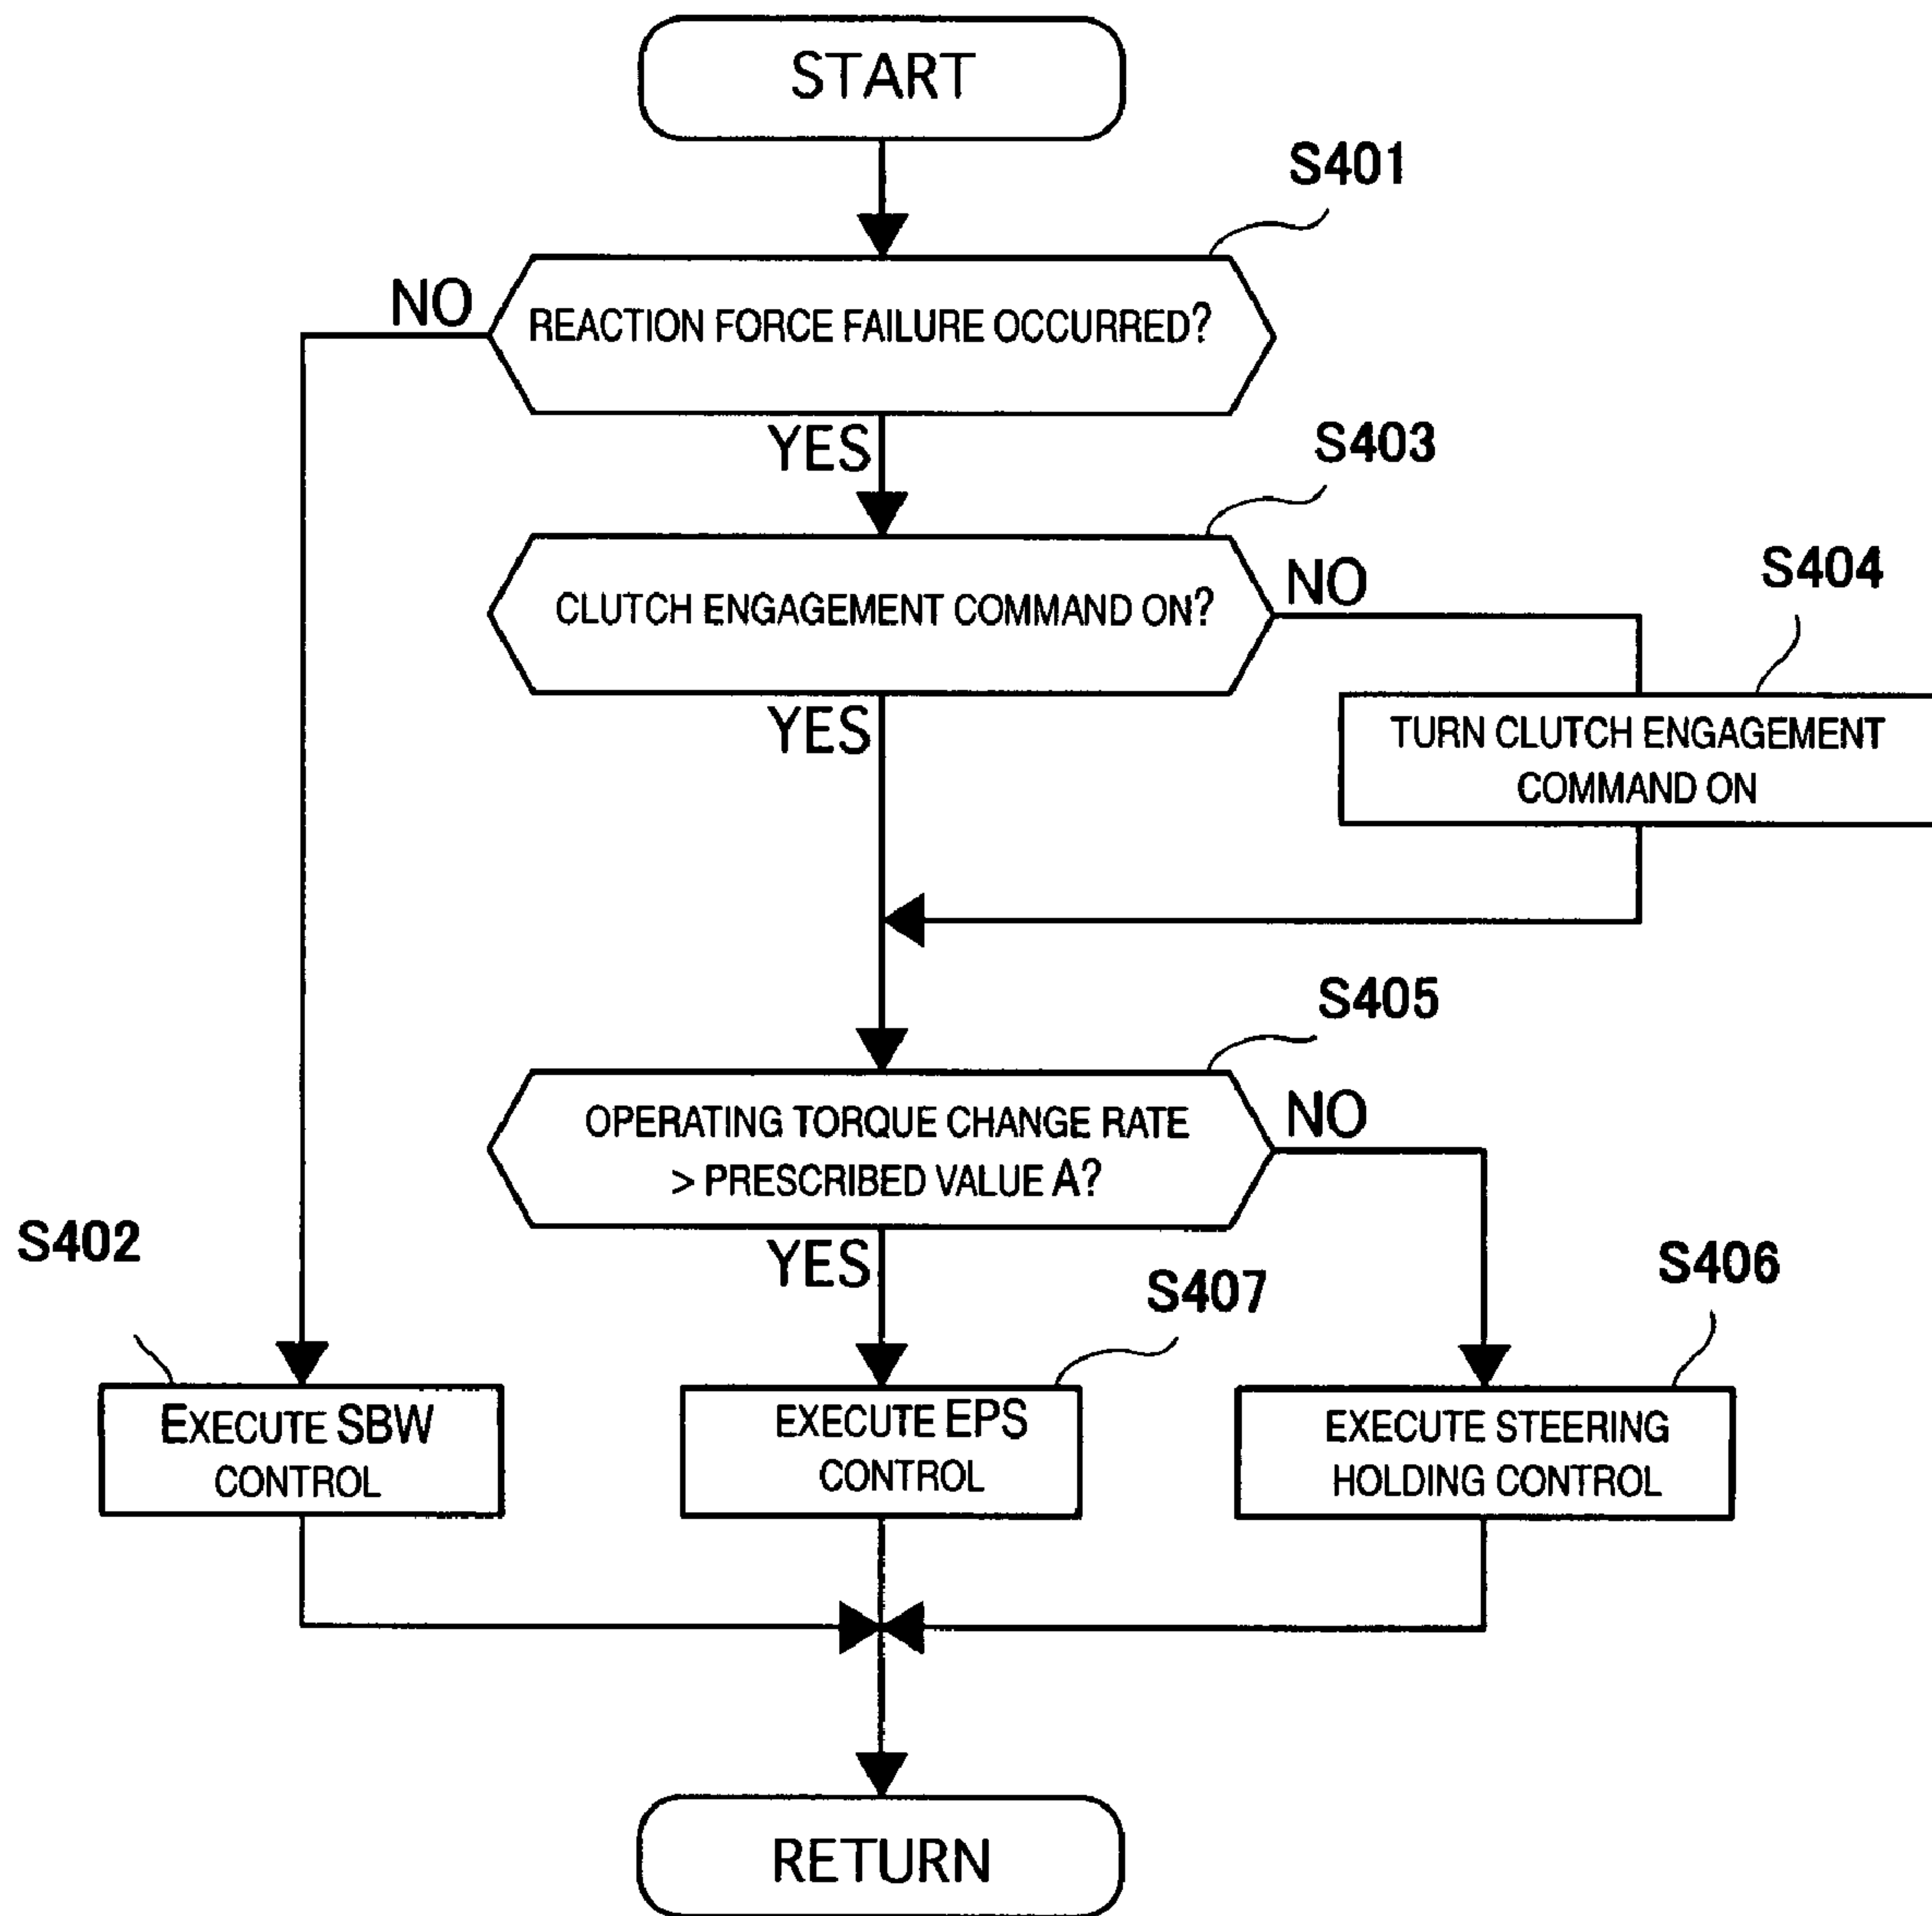 START
S401
NO
REACTION FORCE FAILURE OCCURRED?
YES
S403
CLUTCH ENGAGEMENT COMMAND ON?
NO
S404
YES
TURN CLUTCH ENGAGEMENT
COMMAND ON
S405
OPERATING TORQUE CHANGE RATE
> PRESCRIBED VALUE A?
NO
S402
YES
S407
S406
EXECUTE SBW
CONTROL
EXECUTE EPS
CONTROL
EXECUTE STEERING
HOLDING CONTROL
RETURN